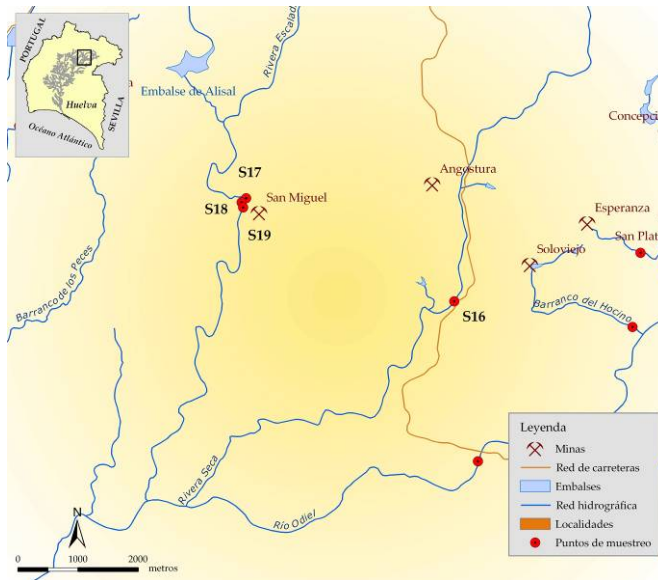 PORTUGAL
Huelva
SEVILLA
Océano Atlántico
Embalse de Alisal
Rivera Escalad
Concepci
S17
San Miguel
S18
S19
Angostura
Esperanza
San Plat
Soloviejo
Barranco de los Peces
Barranco del Hocino
S16
Rivera Seca
Río Odiel
N
0 1000 2000
metros
Leyenda
Minas
Red de carreteras
Embalses
Red hidrográfica
Localidades
Puntos de muestreo